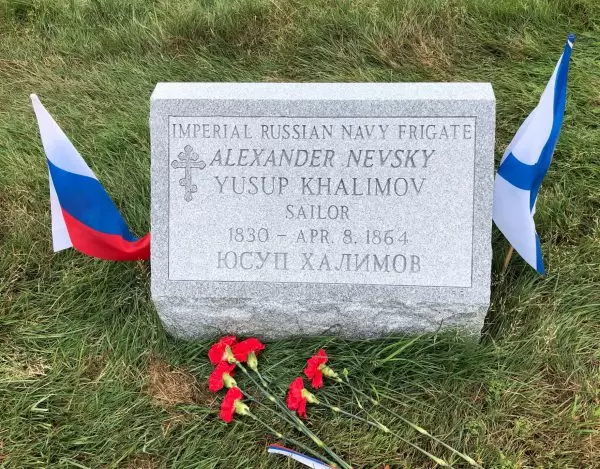 IMPERIAL RUSSIAN NAVY FRIGATE
ALEXANDER NEVSKY
YUSUP KHALIMOV
SAILOR
1830 – APR. 8, 1864
ЮСУП ХАЛИМОВ